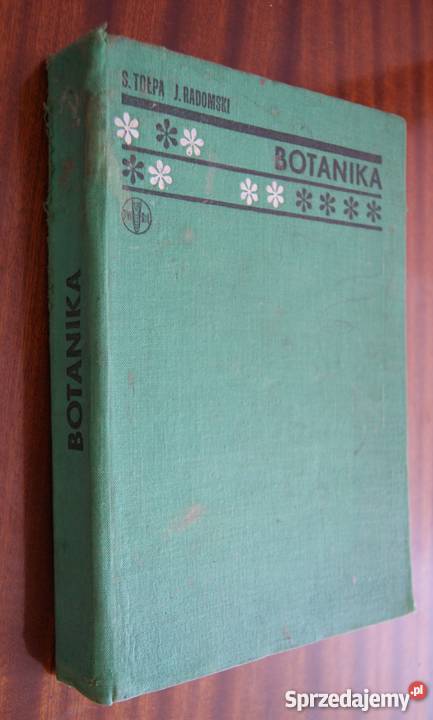 S. TOŁPA J. RADOMSKI
BOTANIKA
BOTANIKA
Sprzedajemy.pl